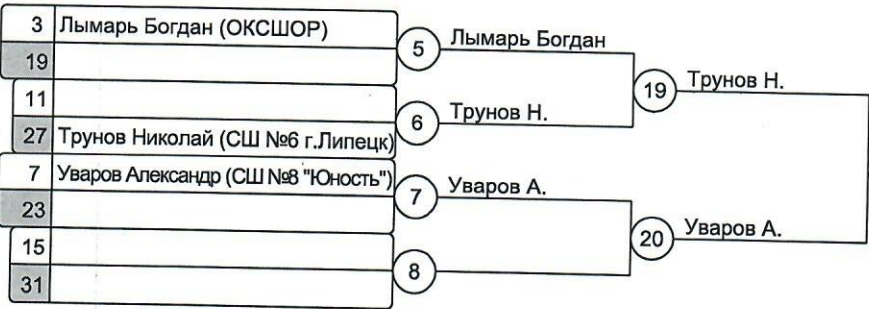 3 Лымарь Богдан (ОКСШОР)
19
5 Лымарь Богдан
11
27 Трунов Николай (СШ №6 г.Липецк)
6 Трунов Н.
19 Трунов Н.
7 Уваров Александр (СШ №8 "Юность")
23
7 Уваров А.
15
31
8
20 Уваров А.